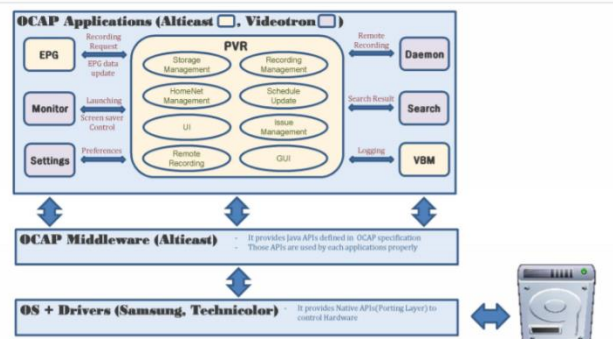 OCAP Applications (Alticast , Videotron )
EPG
Recording
Request
EPG data
update
PVR
Storage
Management
Recording
Management
HomeNet
Management
Schedule
Update
UI
Issue
Management
Remote
Recording
GUI
Remote
Recording
Daemon
Monitor
Launching
Screen saver
Control
Search Result
Search
Settings
Preferences
Logging
VBM
OCAP Middleware (Alticast)
- It provides Java APIs defined in OCAP specification
- Those APIs are used by each applications properly
OS + Drivers (Samsung, Technicolor)
- It provides Native APIs(Porting Layer) to
control Hardware